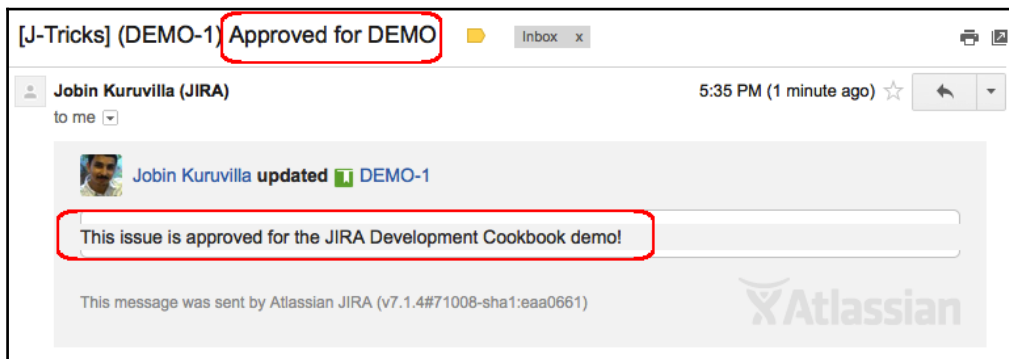 [J-Tricks] (DEMO-1) Approved for DEMO Inbox x
Jobin Kuruvilla (JIRA) 5:35 PM (1 minute ago)
to me
Jobin Kuruvilla updated DEMO-1
This issue is approved for the JIRA Development Cookbook demo!
This message was sent by Atlassian JIRA (v7.1.4#71008-sha1:eaa0661)
Atlassian